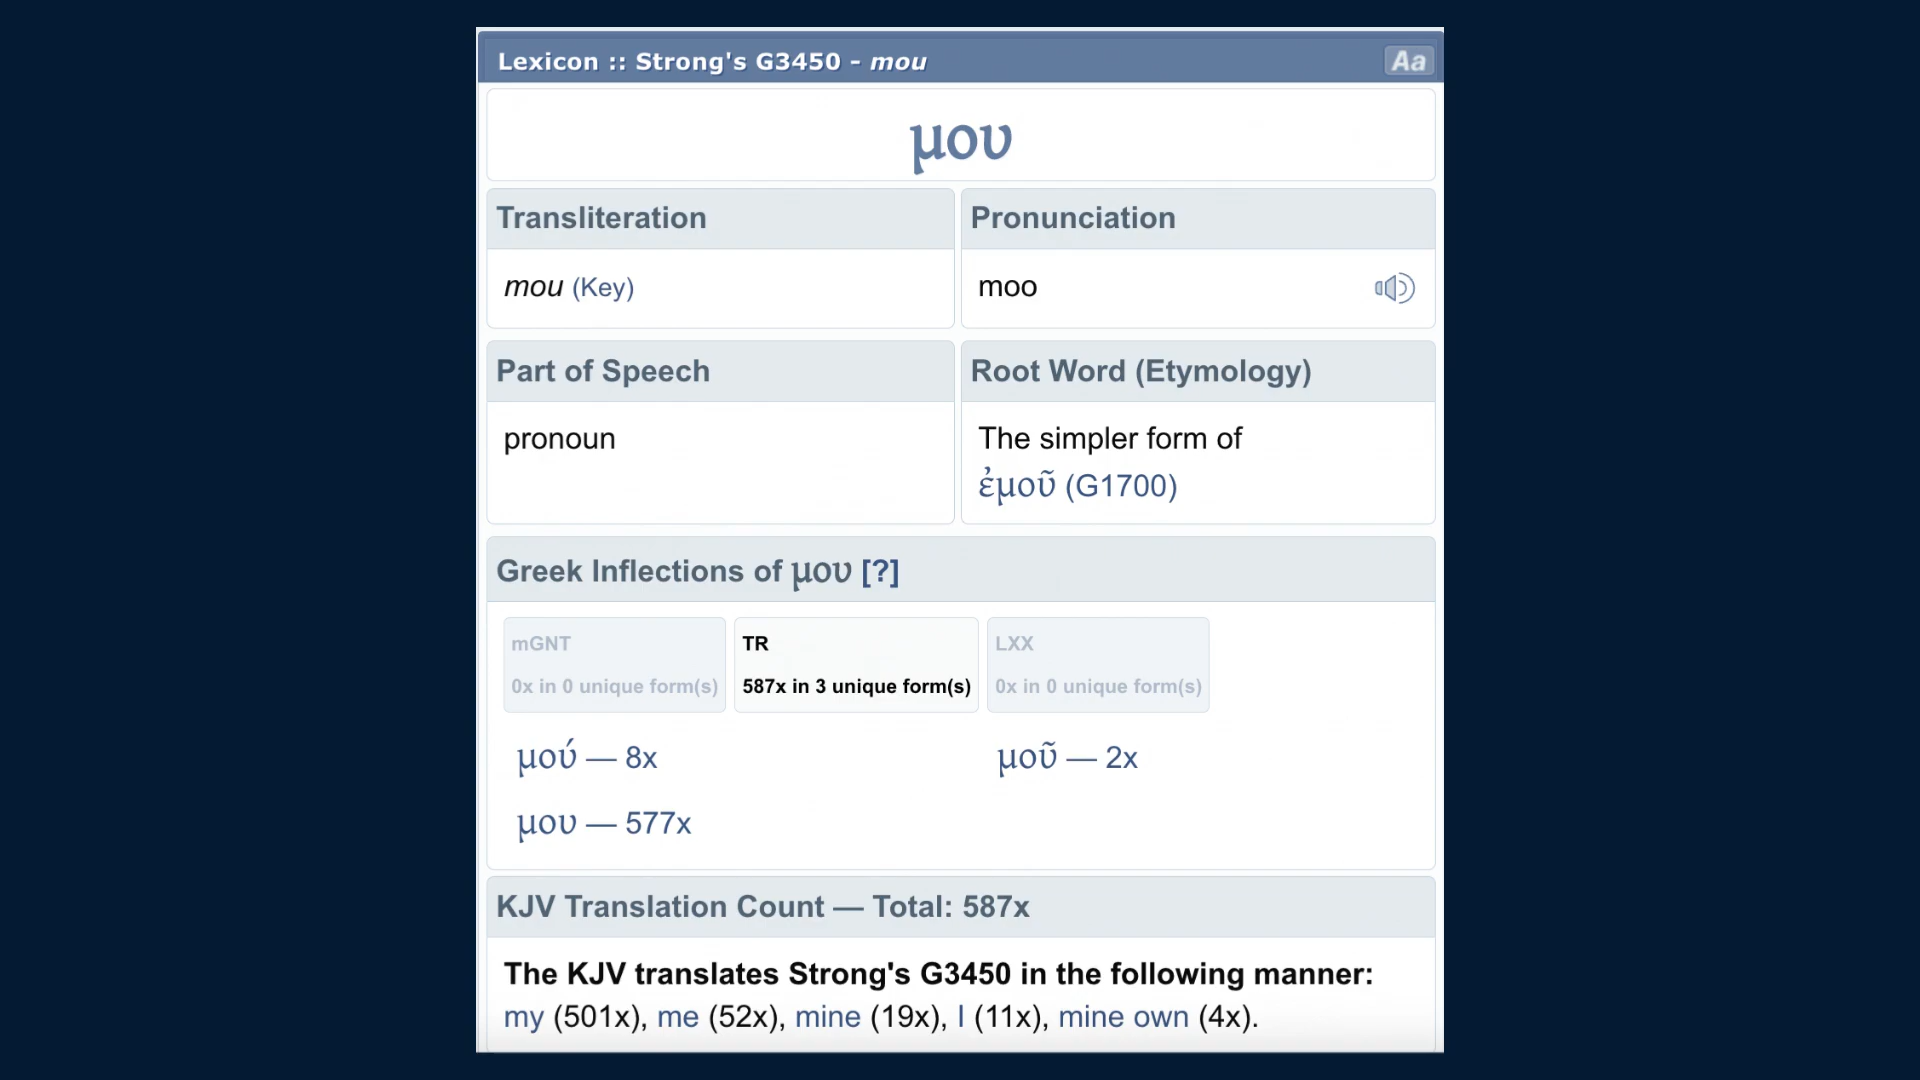 Lexicon :: Strong's G3450 - mou
Aa
μου
Transliteration
Pronunciation
mou (Key)
moo
Part of Speech
Root Word (Etymology)
pronoun
The simpler form of
ἐμοῦ (G1700)
Greek Inflections of μου [?]
mGNT
0x in 0 unique form(s)
TR
587x in 3 unique form(s)
LXX
0x in 0 unique form(s)
μού — 8x
μοῦ — 2x
μου — 577x
KJV Translation Count — Total: 587x
The KJV translates Strong's G3450 in the following manner:
my (501x), me (52x), mine (19x), I (11x), mine own (4x).